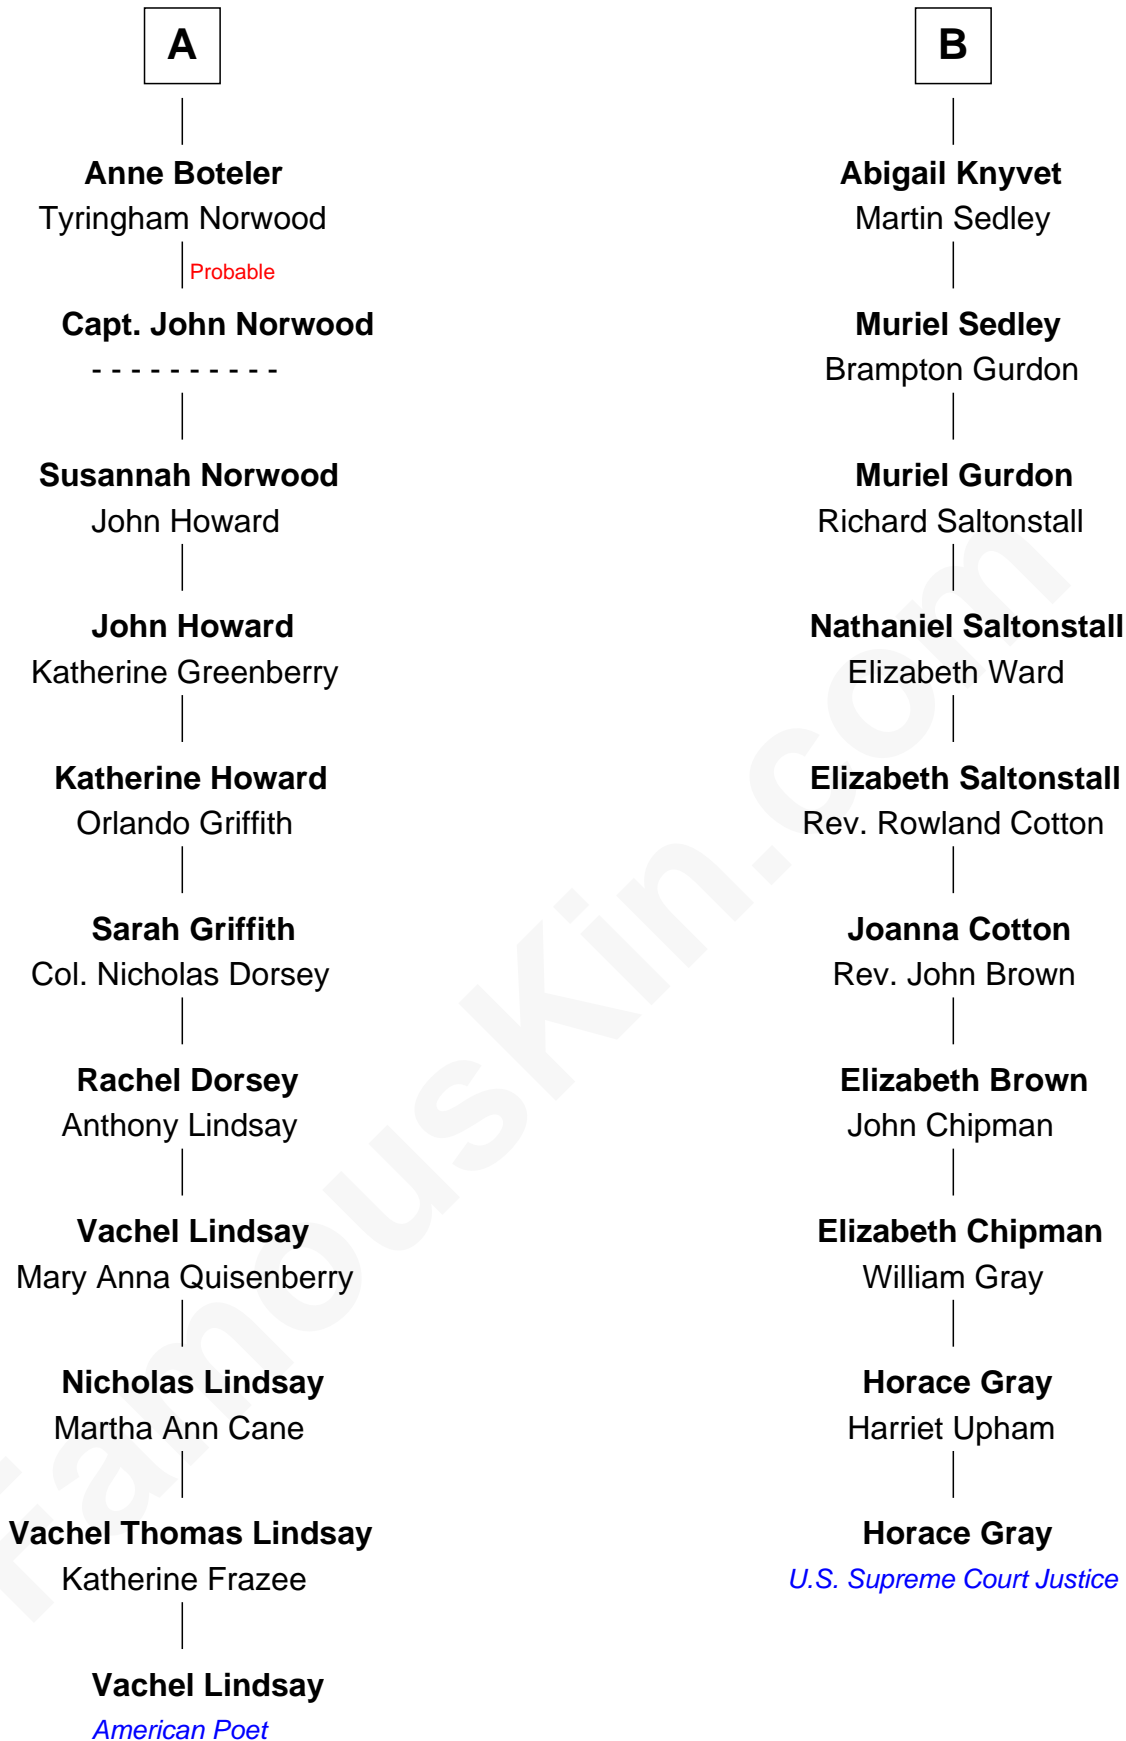 A
Anne Boteler
Tyringham Norwood
Probable
Capt. John Norwood
- - - - - - - - - -
Susannah Norwood
John Howard
John Howard
Katherine Greenberry
Katherine Howard
Orlando Griffith
Sarah Griffith
Col. Nicholas Dorsey
Rachel Dorsey
Anthony Lindsay
Vachel Lindsay
Mary Anna Quisenberry
Nicholas Lindsay
Martha Ann Cane
Vachel Thomas Lindsay
Katherine Frazee
Vachel Lindsay
American Poet
B
Abigail Knyvet
Martin Sedley
Muriel Sedley
Brampton Gurdon
Muriel Gurdon
Richard Saltonstall
Nathaniel Saltonstall
Elizabeth Ward
Elizabeth Saltonstall
Rev. Rowland Cotton
Joanna Cotton
Rev. John Brown
Elizabeth Brown
John Chipman
Elizabeth Chipman
William Gray
Horace Gray
Harriet Upham
Horace Gray
U.S. Supreme Court Justice
FamousKin.com